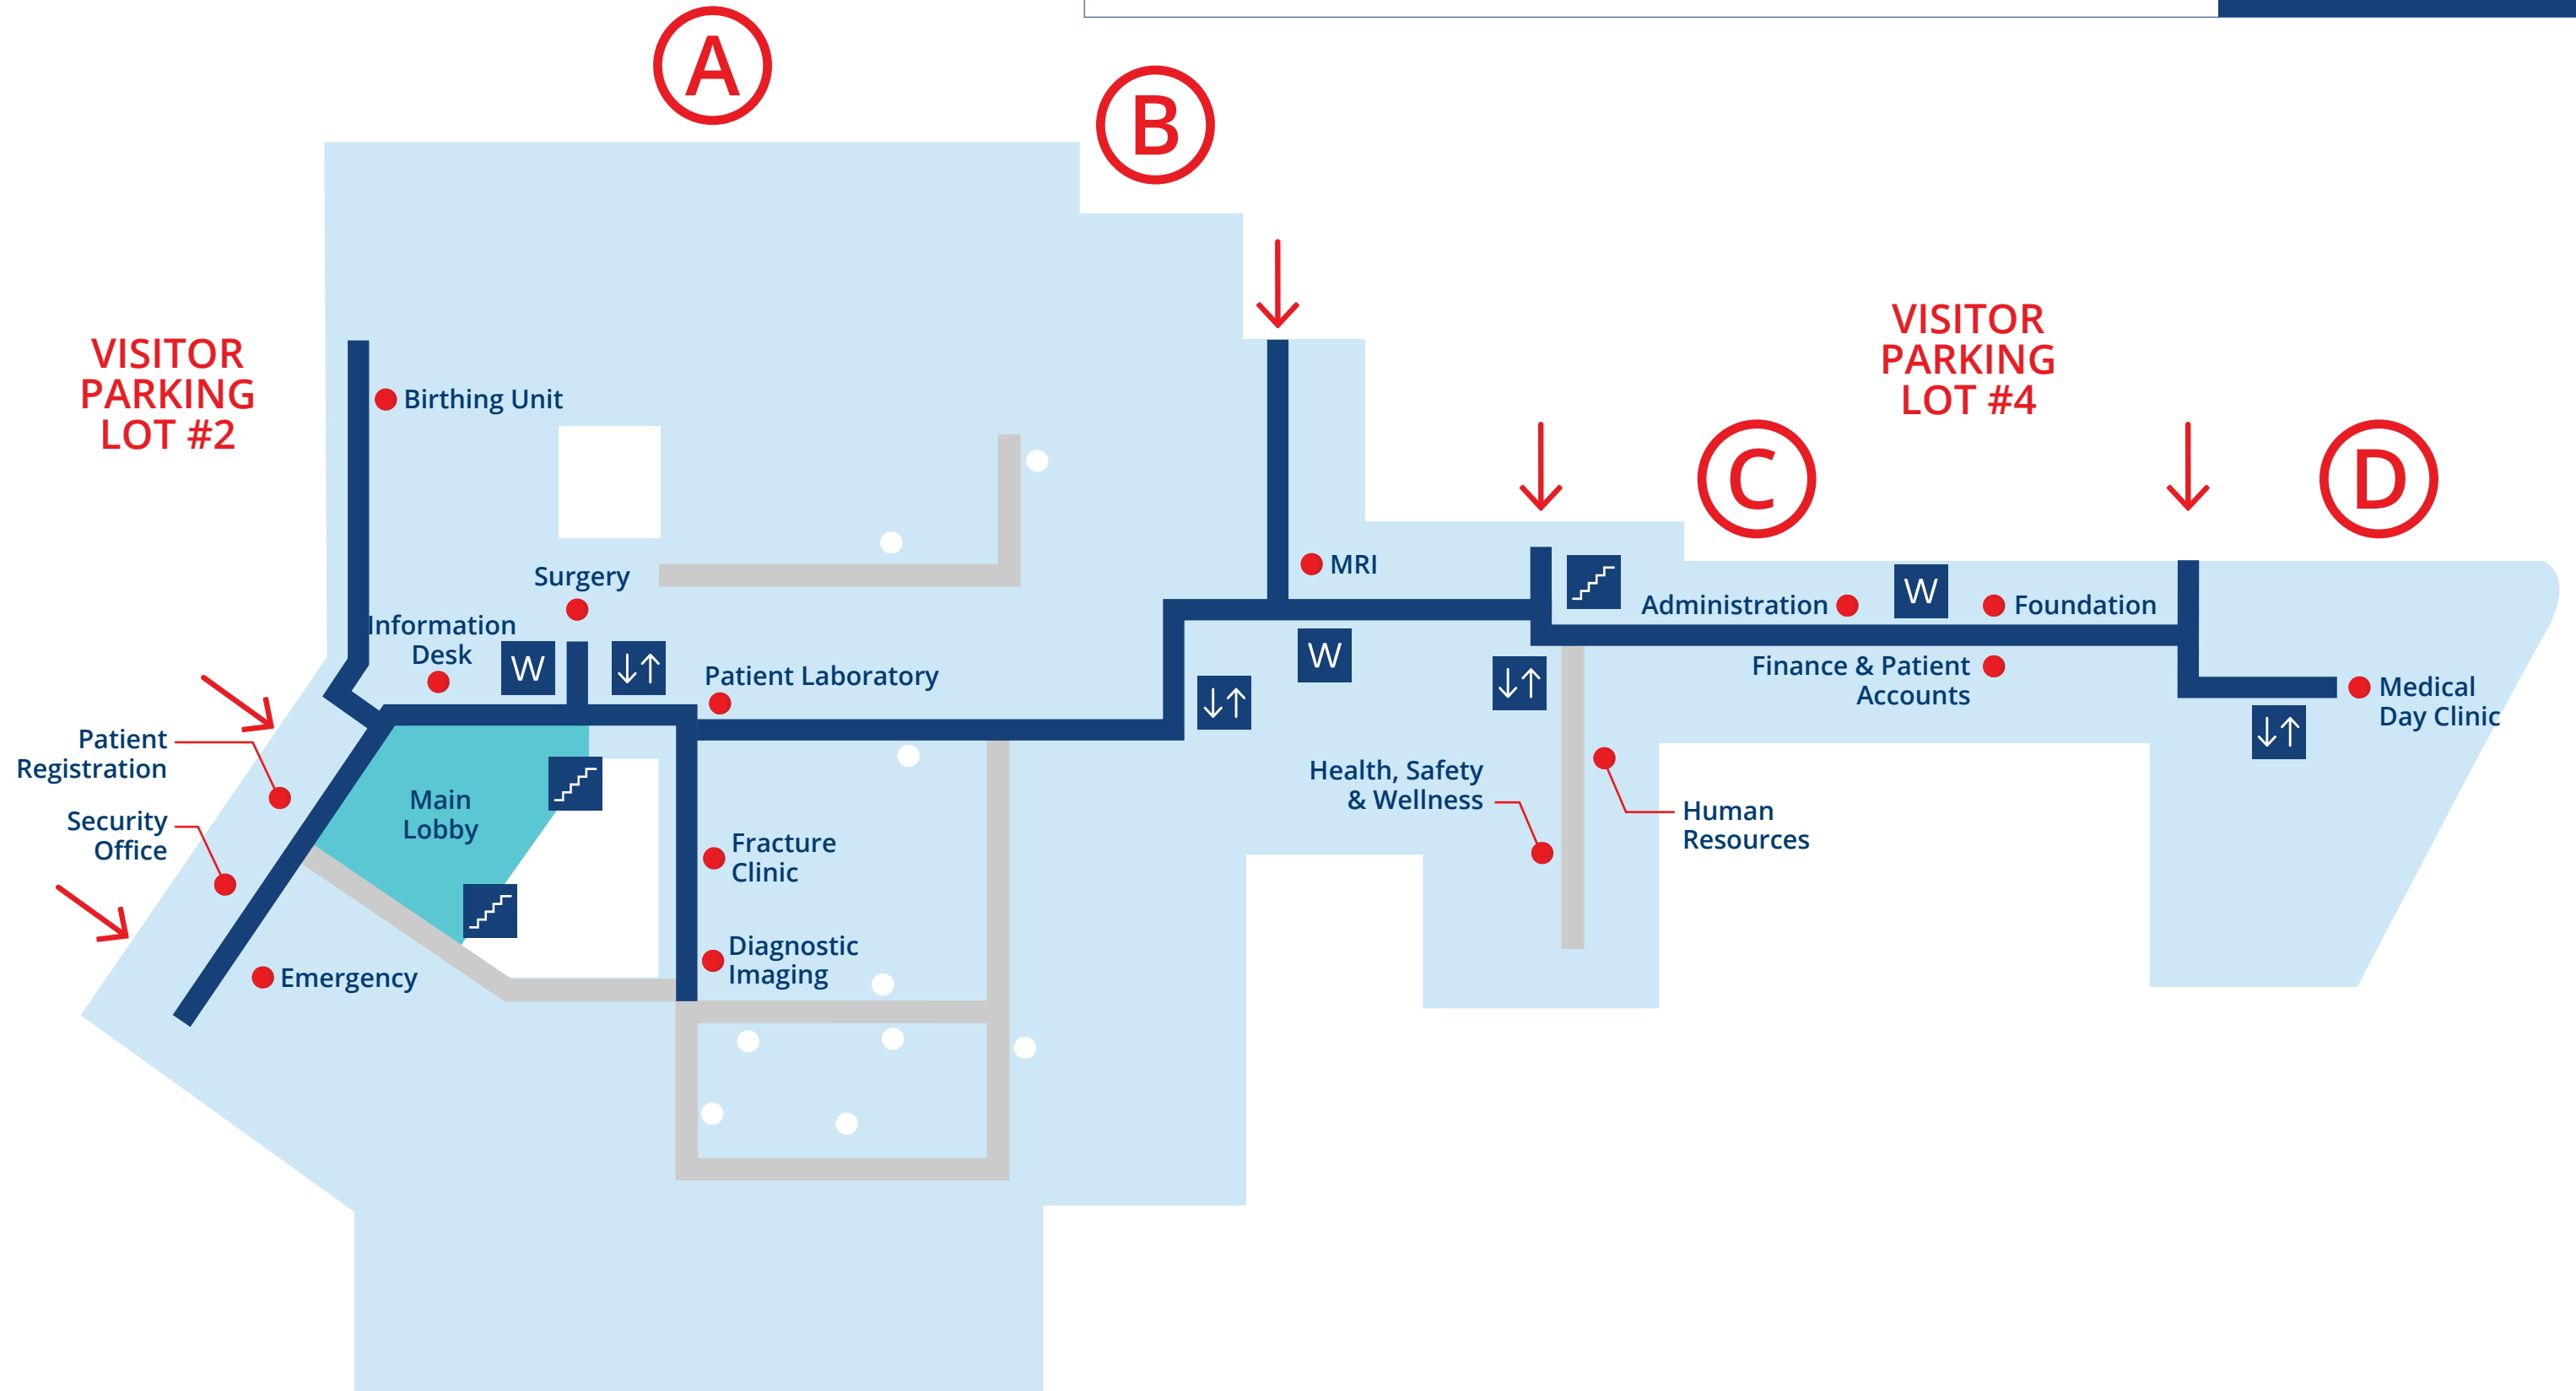 A
B
VISITOR
PARKING
LOT #4
VISITOR
PARKING
LOT #2
Birthing Unit
C
D
MRI
Surgery
Administration
W
Foundation
Information
Desk
W
W
Patient Laboratory
Finance & Patient
Accounts
Medical
Day Clinic
Patient
Registration
Main
Lobby
Health, Safety
& Wellness
Human
Resources
Security
Office
Fracture
Clinic
Diagnostic
Imaging
Emergency